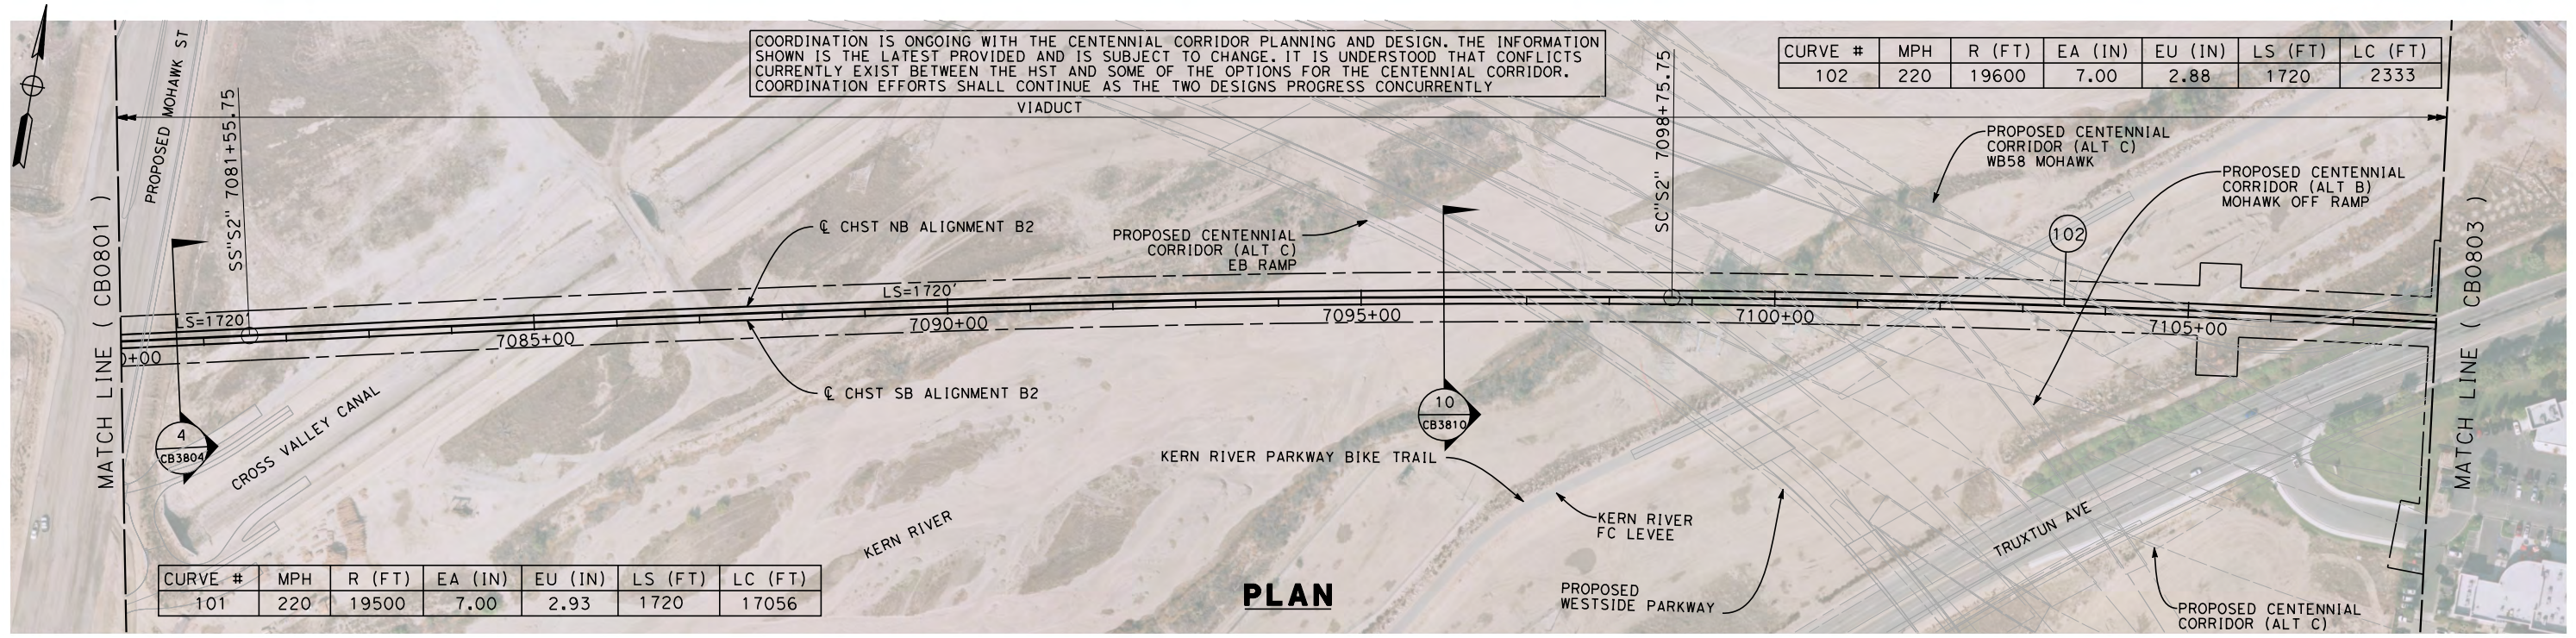 COORDINATION IS ONGOING WITH THE CENTENNIAL CORRIDOR PLANNING AND DESIGN. THE INFORMATION
SHOWN IS THE LATEST PROVIDED AND IS SUBJECT TO CHANGE. IT IS UNDERSTOOD THAT CONFLICTS
CURRENTLY EXIST BETWEEN THE HST AND SOME OF THE OPTIONS FOR THE CENTENNIAL CORRIDOR.
COORDINATION EFFORTS SHALL CONTINUE AS THE TWO DESIGNS PROGRESS CONCURRENTLY
CURVE # MPH R (FT) EA (IN) EU (IN) LS (FT) LC (FT)
102 220 19600 7.00 2.88 1720 2333
VIADUCT
PROPOSED MOHAWK ST
SS"S2" 7081+55.75
SC"S2" 7098+75.75
PROPOSED CENTENNIAL
CORRIDOR (ALT C)
WB58 MOHAWK
PROPOSED CENTENNIAL
CORRIDOR (ALT B)
MOHAWK OFF RAMP
MATCH LINE ( CB0801 )
MATCH LINE ( CB0803 )
℄ CHST NB ALIGNMENT B2
PROPOSED CENTENNIAL
CORRIDOR (ALT C)
EB RAMP
102
LS=1720'
LS=1720'
0+00
7085+00
7090+00
7095+00
7100+00
7105+00
℄ CHST SB ALIGNMENT B2
4
CB3804
10
CB3810
CROSS VALLEY CANAL
KERN RIVER PARKWAY BIKE TRAIL
KERN RIVER
KERN RIVER
FC LEVEE
TRUXTUN AVE
PROPOSED
WESTSIDE PARKWAY
PROPOSED CENTENNIAL
CORRIDOR (ALT C)
CURVE # MPH R (FT) EA (IN) EU (IN) LS (FT) LC (FT)
101 220 19500 7.00 2.93 1720 17056
PLAN